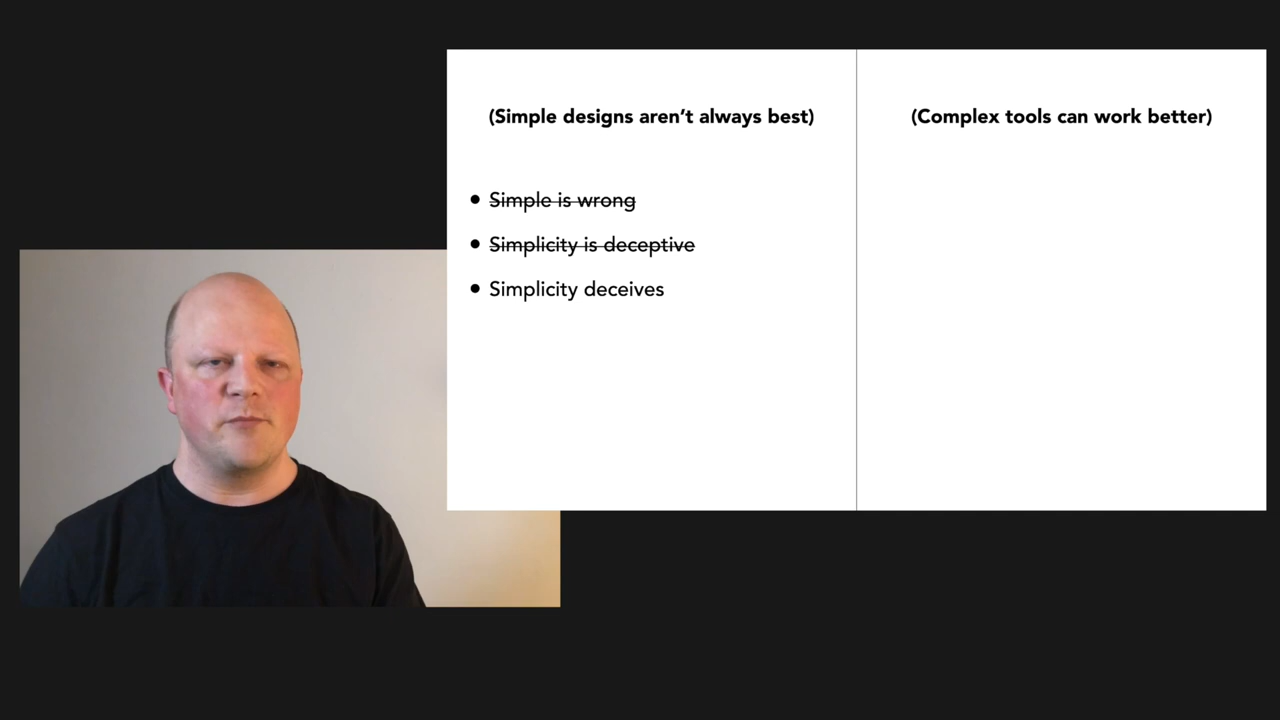 (Simple designs aren’t always best)
• Simple is wrong
• Simplicity is deceptive
• Simplicity deceives
(Complex tools can work better)